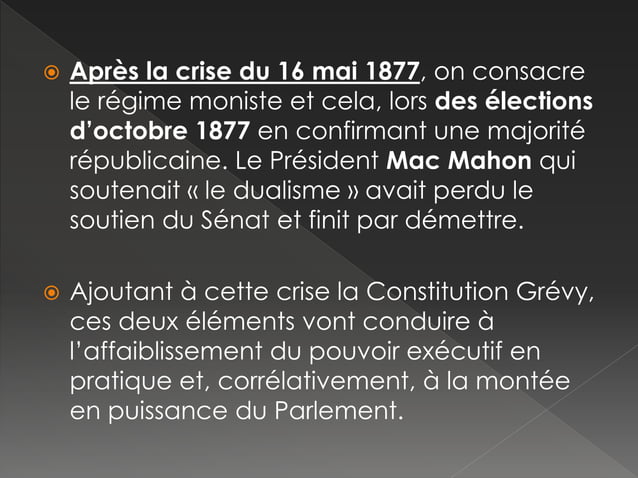 Après la crise du 16 mai 1877, on consacre
le régime moniste et cela, lors des élections
d’octobre 1877 en confirmant une majorité
républicaine. Le Président Mac Mahon qui
soutenait « le dualisme » avait perdu le
soutien du Sénat et finit par démettre.
Ajoutant à cette crise la Constitution Grévy,
ces deux éléments vont conduire à
l’affaiblissement du pouvoir exécutif en
pratique et, corrélativement, à la montée
en puissance du Parlement.